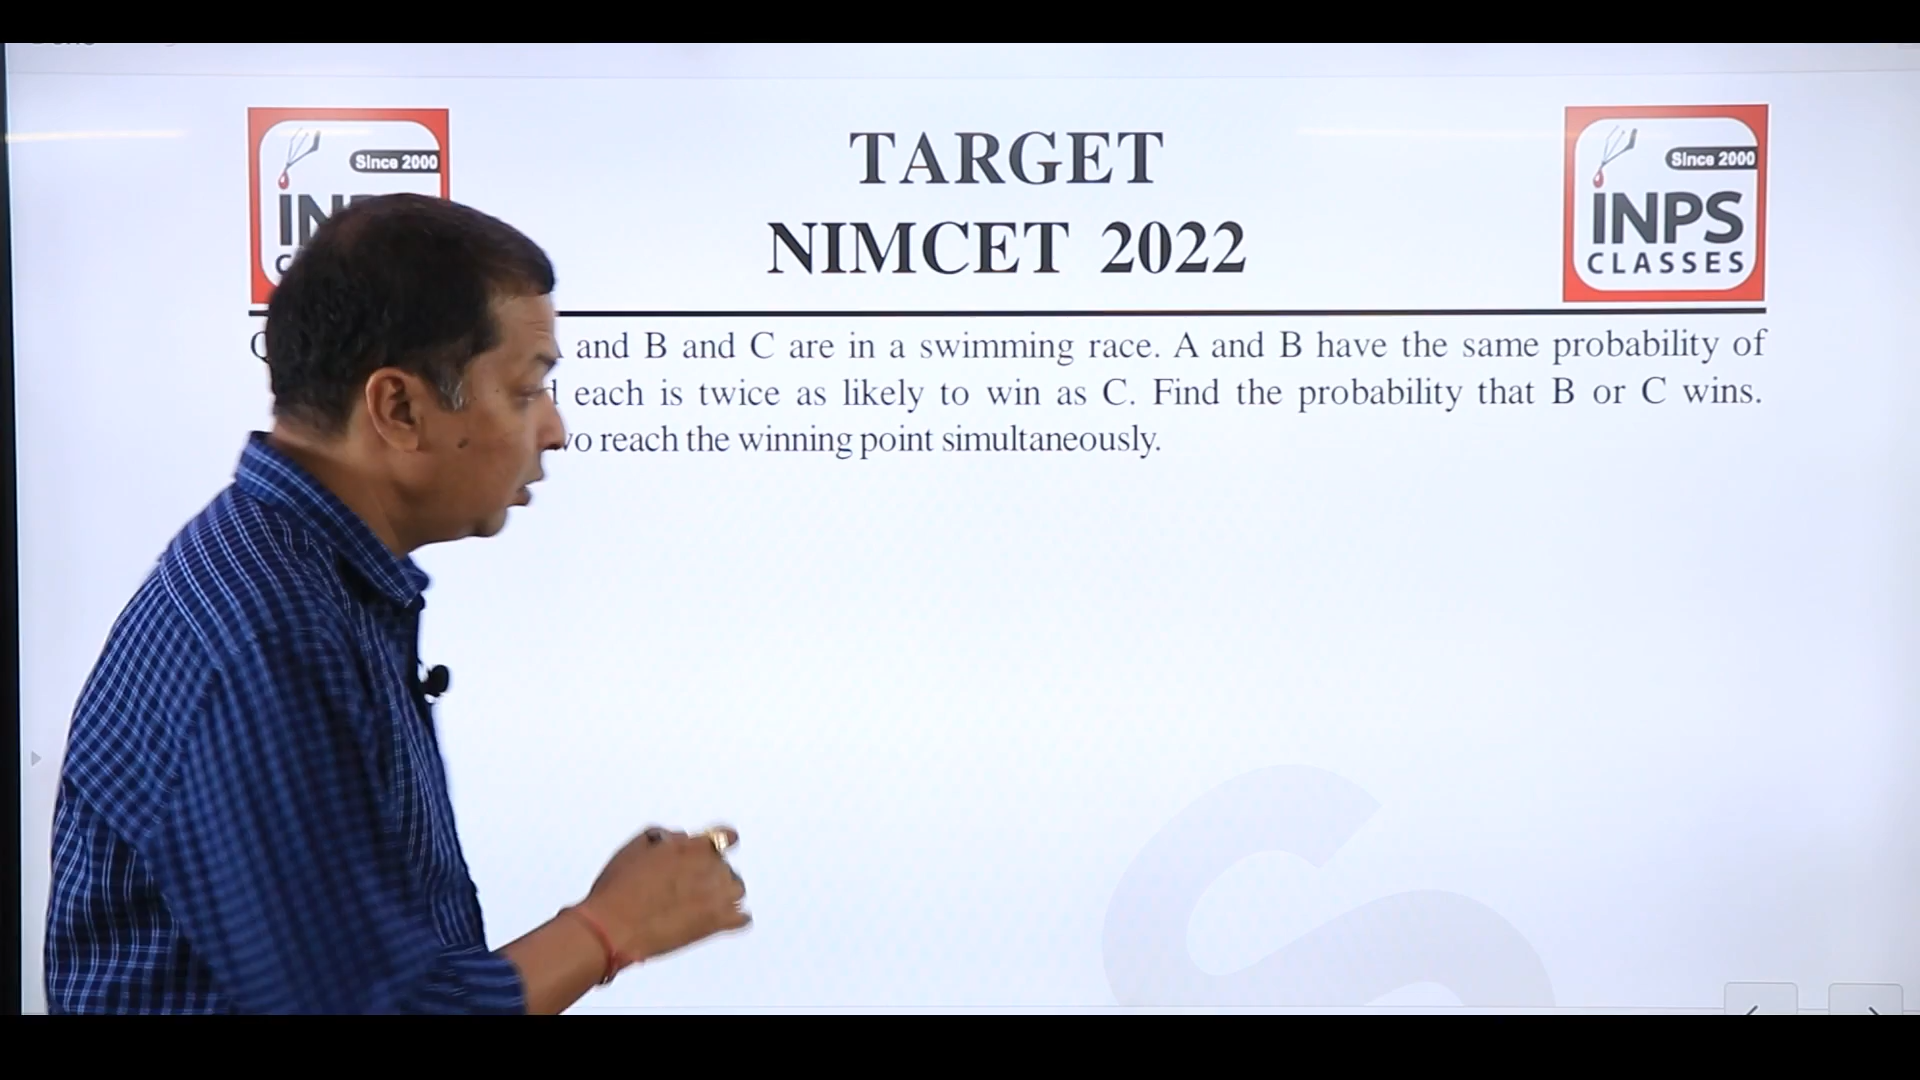 Since 2000
TARGET
Since 2000
INPS
CLASSES
NIMCET 2022
and B and C are in a swimming race. A and B have the same probability of
each is twice as likely to win as C. Find the probability that B or C wins.
reach the winning point simultaneously.